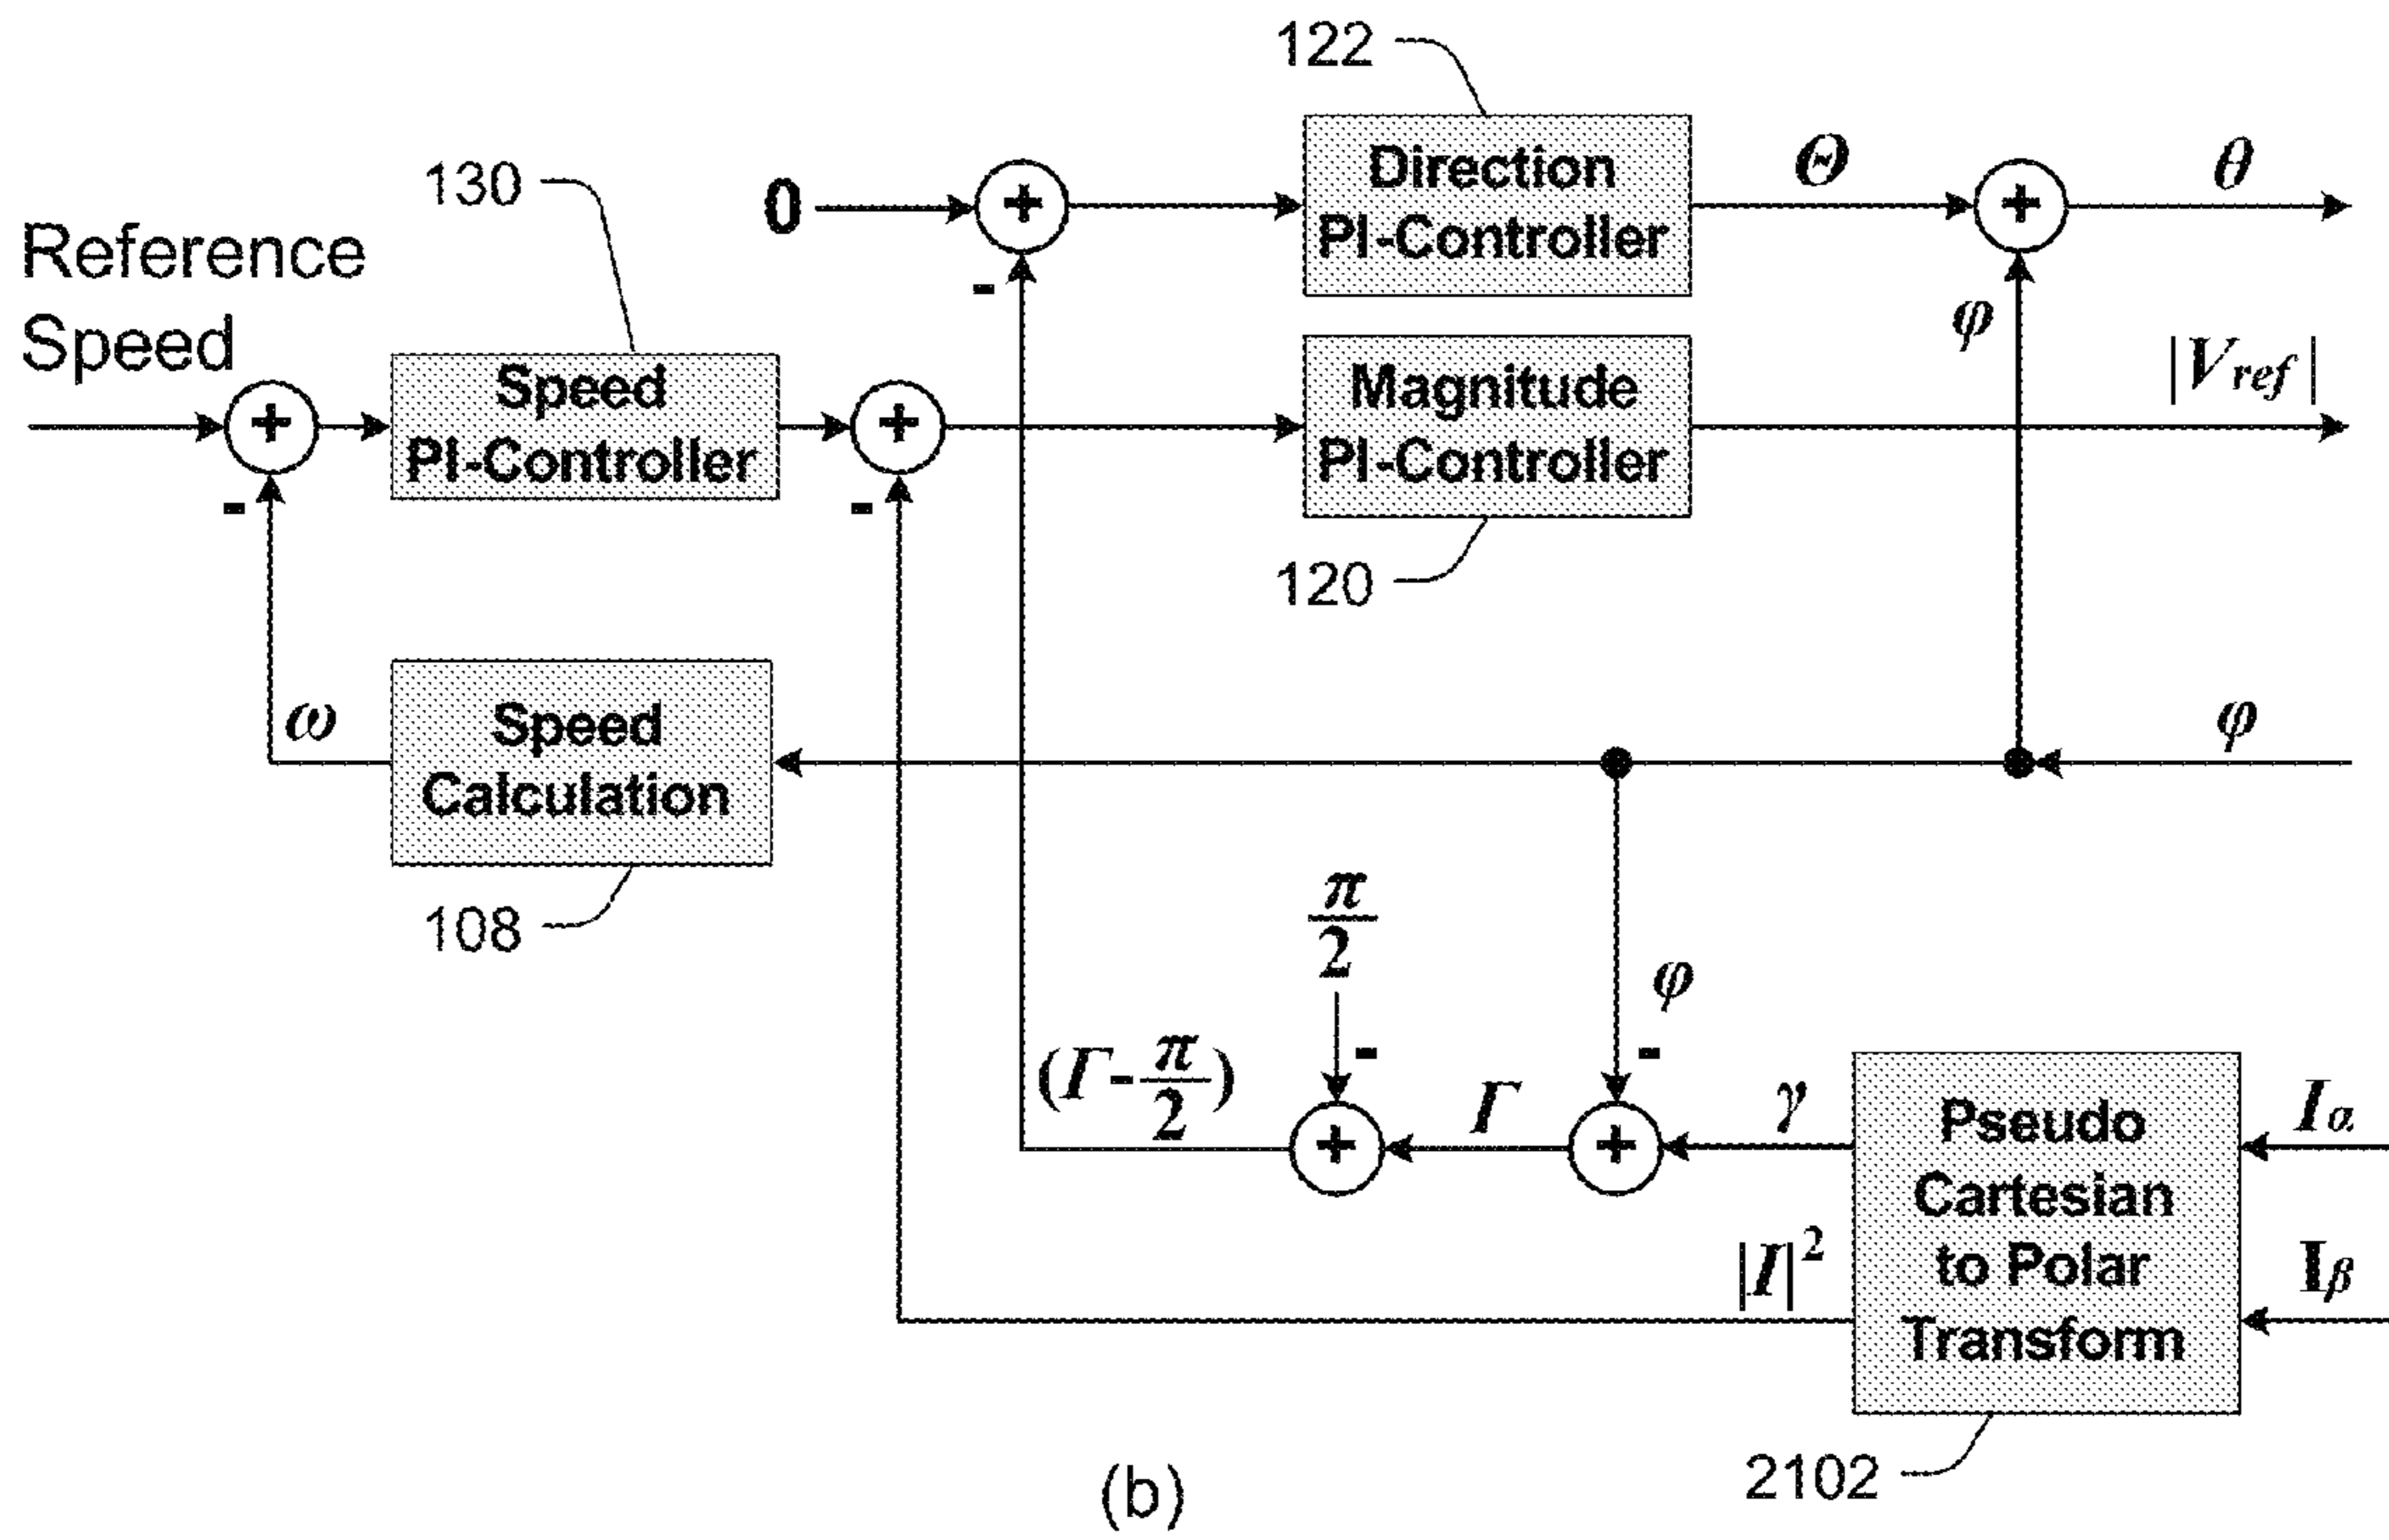 122
130
Reference
Speed
0
+
-
Direction
PI-Controller
Θ
+
θ
φ
+
-
Speed
PI-Controller
+
-
Magnitude
PI-Controller
|Vref|
120
ω
Speed
Calculation
φ
108
π
2
-
φ
-
(Γ-π/2)
+
Γ
+
γ
|I|²
Pseudo
Cartesian
to Polar
Transform
Iα
Iβ
2102
(b)